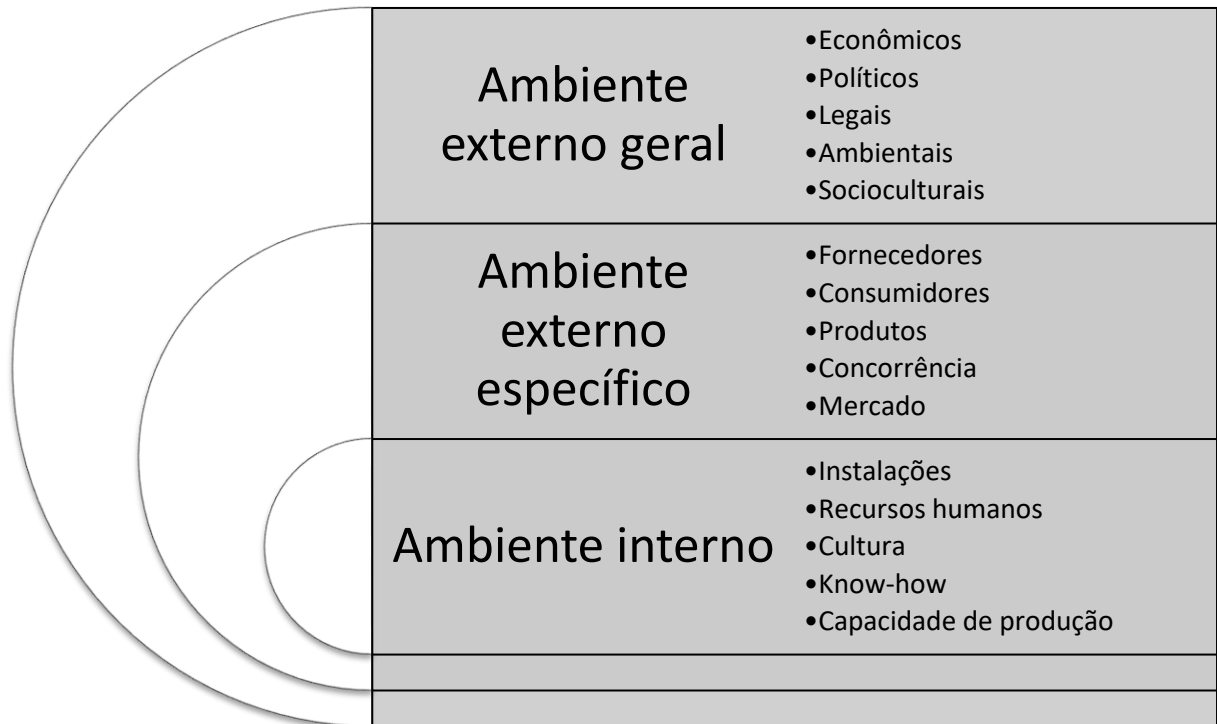 Ambiente
externo geral
•Econômicos
•Políticos
•Legais
•Ambientais
•Socioculturais
Ambiente
externo
específico
•Fornecedores
•Consumidores
•Produtos
•Concorrência
•Mercado
Ambiente interno
•Instalações
•Recursos humanos
•Cultura
•Know-how
•Capacidade de produção